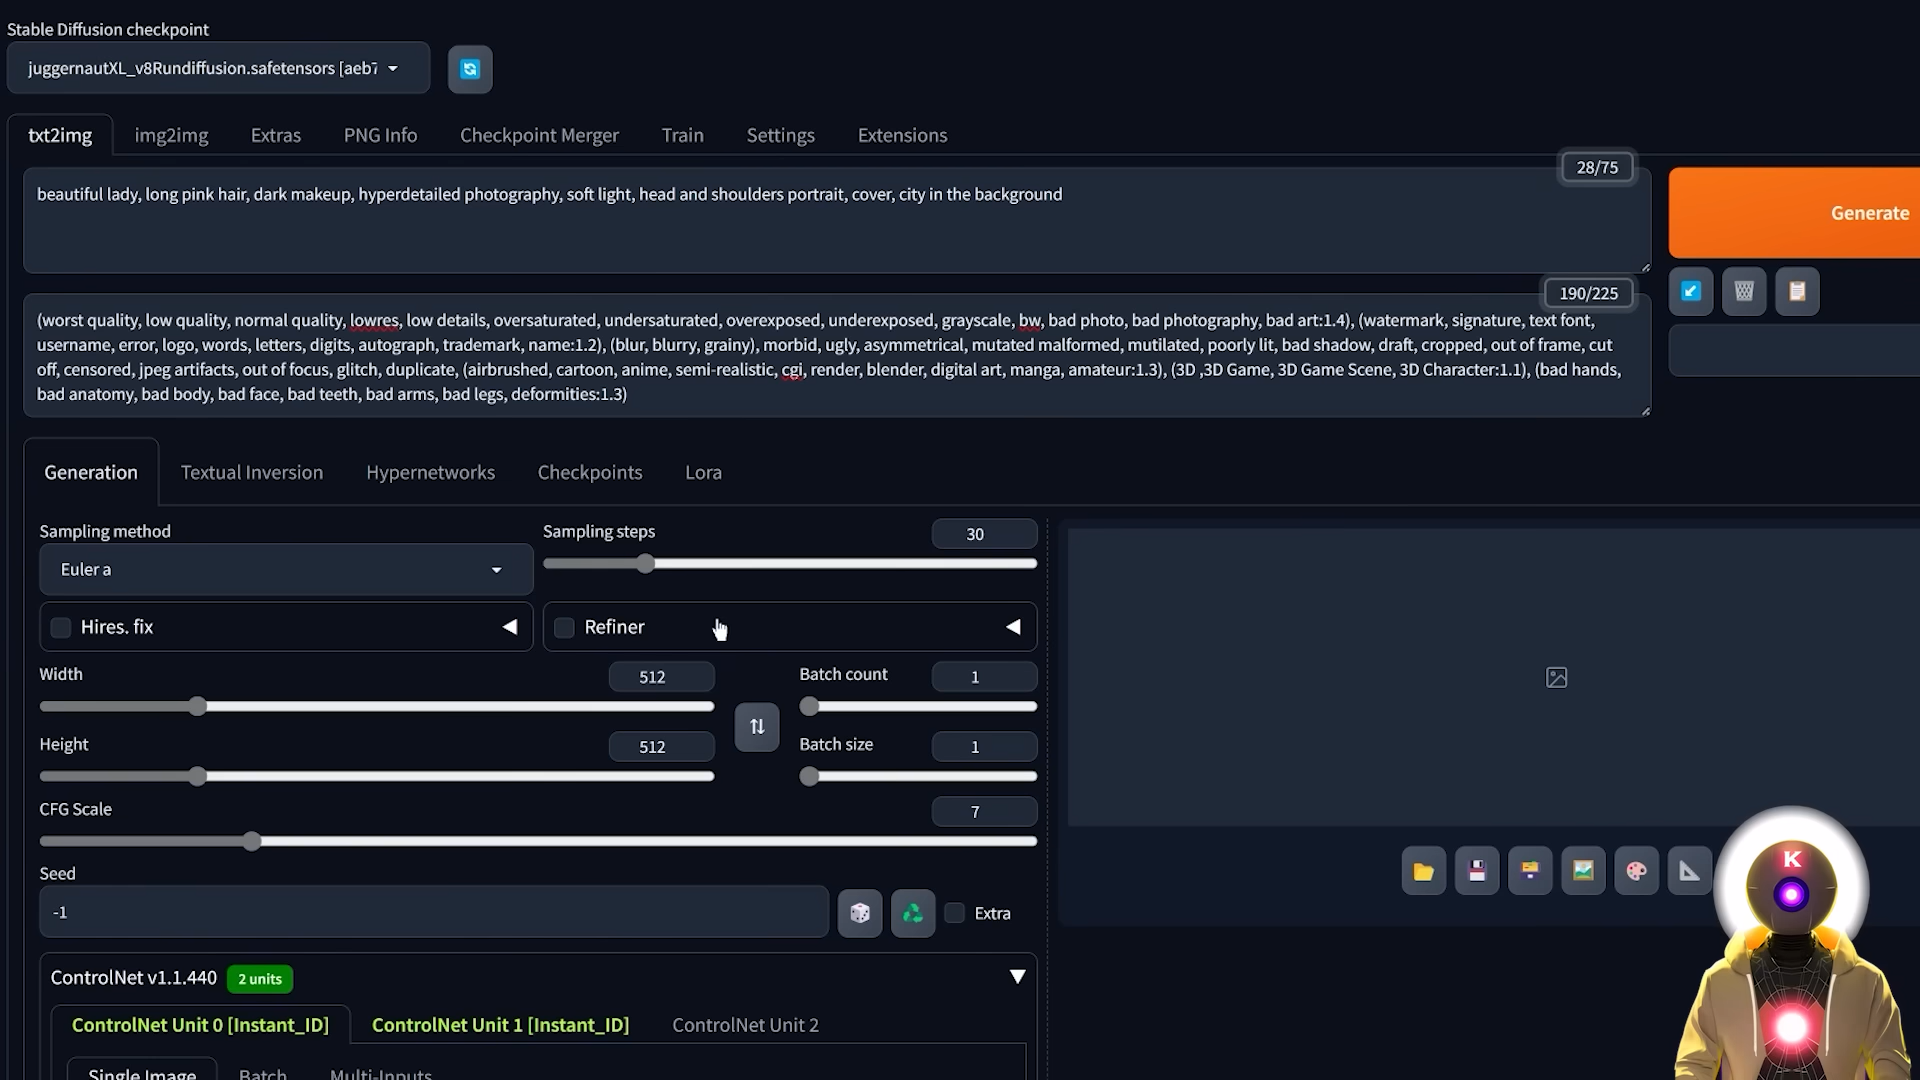 Stable Diffusion checkpoint
juggernautXL_v8Rundiffusion.safetensors [aeb7
txt2img img2img Extras PNG Info Checkpoint Merger Train Settings Extensions
28/75
beautiful lady, long pink hair, dark makeup, hyperdetailed photography, soft light, head and shoulders portrait, cover, city in the background
Generate
190/225
(worst quality, low quality, normal quality, lowres, low details, oversaturated, undersaturated, overexposed, underexposed, grayscale, bw, bad photo, bad photography, bad art:1.4), (watermark, signature, text font,
username, error, logo, words, letters, digits, autograph, trademark, name:1.2), (blur, blurry, grainy), morbid, ugly, asymmetrical, mutated malformed, mutilated, poorly lit, bad shadow, draft, cropped, out of frame, cut
off, censored, jpeg artifacts, out of focus, glitch, duplicate, (airbrushed, cartoon, anime, semi-realistic, cgi, render, blender, digital art, manga, amateur:1.3), (3D ,3D Game, 3D Game Scene, 3D Character:1.1), (bad hands,
bad anatomy, bad body, bad face, bad teeth, bad arms, bad legs, deformities:1.3)
Generation Textual Inversion Hypernetworks Checkpoints Lora
Sampling method Sampling steps 30
Euler a
Hires. fix Refiner
Width 512 Batch count 1
Height 512 Batch size 1
CFG Scale 7
Seed
-1 Extra
K
ControlNet v1.1.440 2 units
ControlNet Unit 0 [Instant_ID] ControlNet Unit 1 [Instant_ID] ControlNet Unit 2
Single Image Batch Multi-Inputs